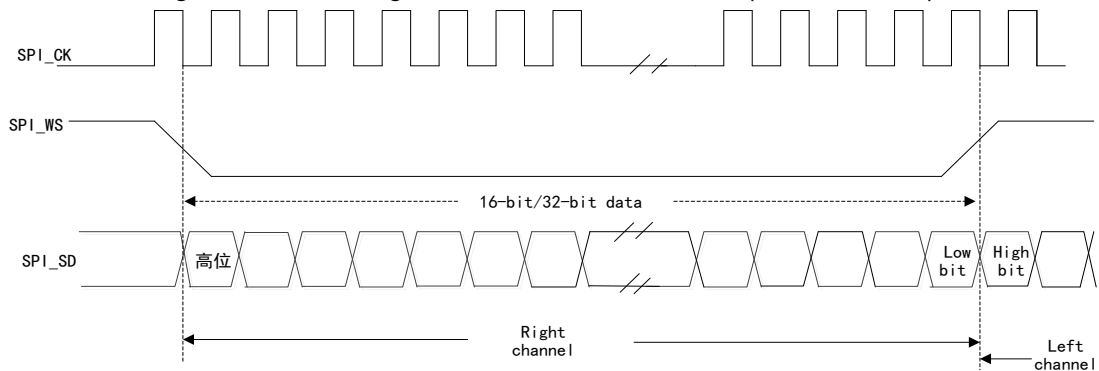 SPI_CK
SPI_WS
16-bit/32-bit data
SPI_SD
高位
Low
bit
High
bit
Right
channel
Left
channel